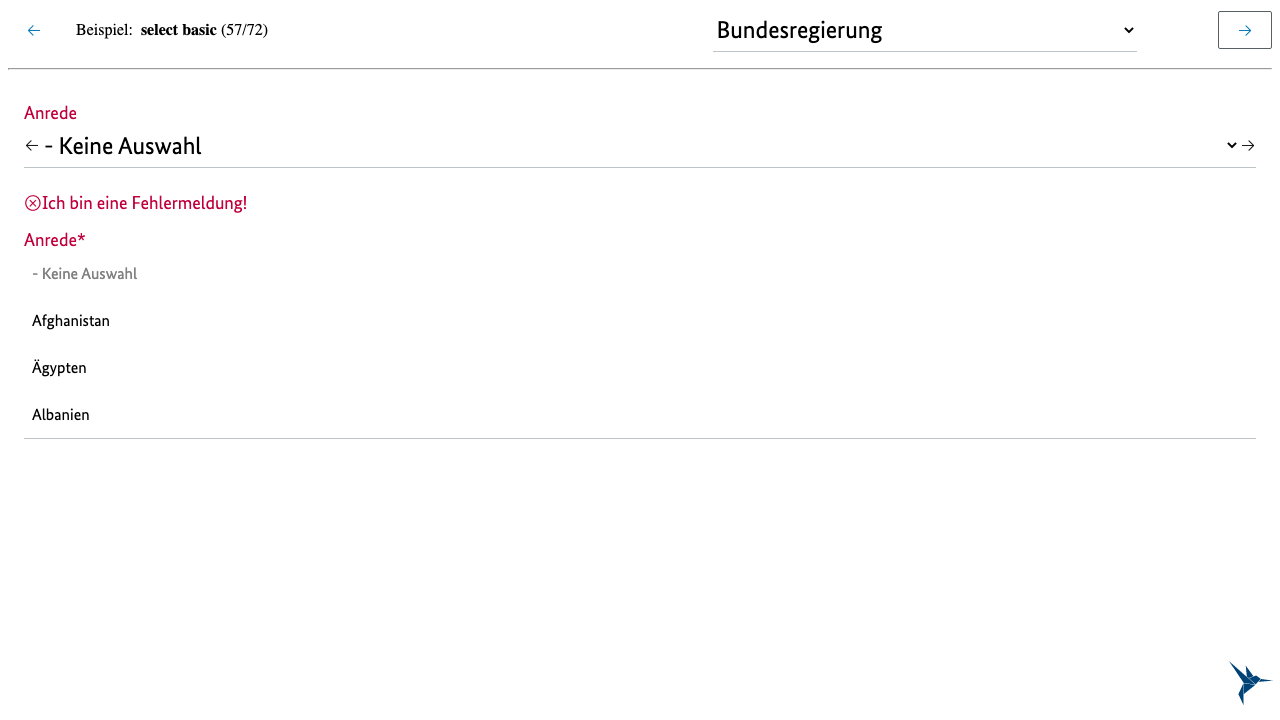 Beispiel: select basic (57/72)
Bundesregierung
Anrede
- Keine Auswahl
Ich bin eine Fehlermeldung!
Anrede*
- Keine Auswahl
Afghanistan
Ägypten
Albanien